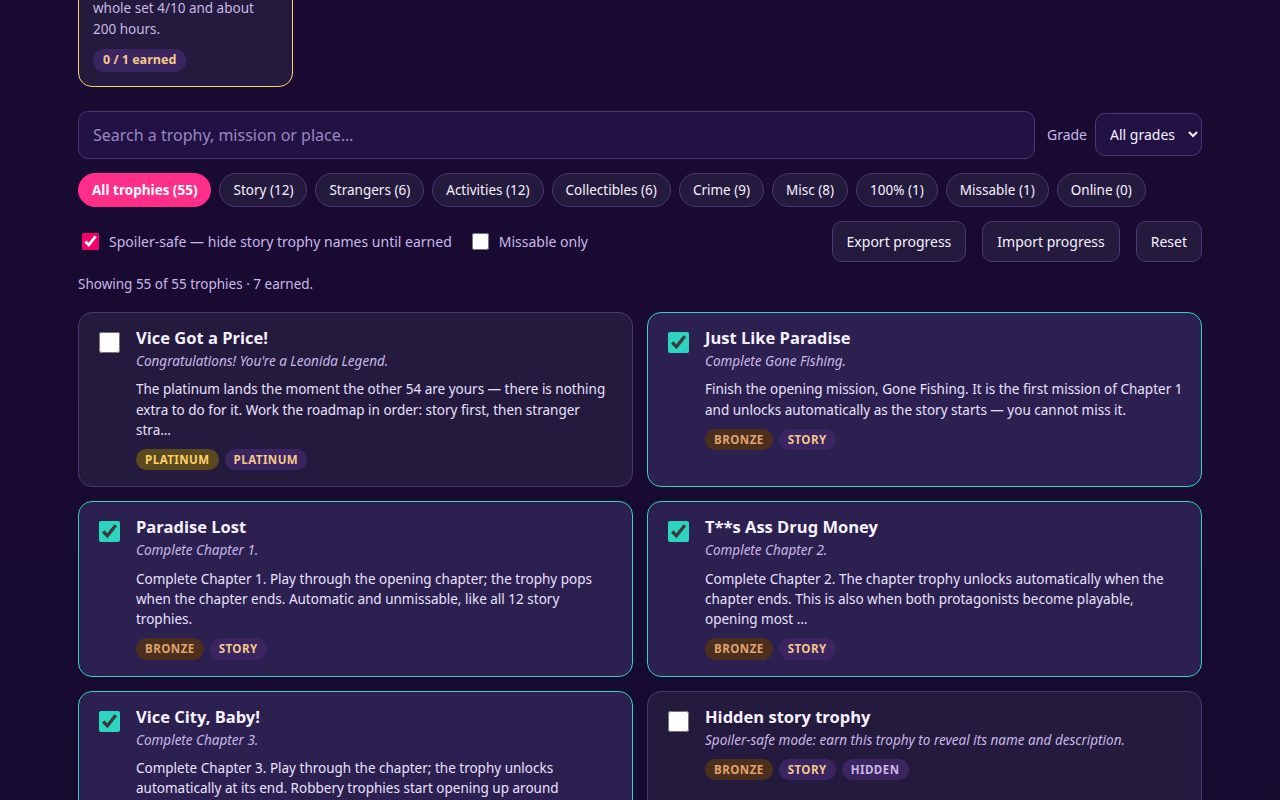 whole set 4/10 and about
200 hours.
0 / 1 earned
Search a trophy, mission or place...
Grade
All grades
All trophies (55)
Story (12)
Strangers (6)
Activities (12)
Collectibles (6)
Crime (9)
Misc (8)
100% (1)
Missable (1)
Online (0)
Spoiler-safe — hide story trophy names until earned
Missable only
Export progress
Import progress
Reset
Showing 55 of 55 trophies · 7 earned.
Vice Got a Price!
Congratulations! You're a Leonida Legend.
The platinum lands the moment the other 54 are yours — there is nothing
extra to do for it. Work the roadmap in order: story first, then stranger
stra...
PLATINUM PLATINUM
Just Like Paradise
Complete Gone Fishing.
Finish the opening mission, Gone Fishing. It is the first mission of Chapter 1
and unlocks automatically as the story starts — you cannot miss it.
BRONZE STORY
Paradise Lost
Complete Chapter 1.
Complete Chapter 1. Play through the opening chapter; the trophy pops
when the chapter ends. Automatic and unmissable, like all 12 story
trophies.
BRONZE STORY
T**s Ass Drug Money
Complete Chapter 2.
Complete Chapter 2. The chapter trophy unlocks automatically when the
chapter ends. This is also when both protagonists become playable,
opening most ...
BRONZE STORY
Vice City, Baby!
Complete Chapter 3.
Complete Chapter 3. Play through the chapter; the trophy unlocks
automatically at its end. Robbery trophies start opening up around
Hidden story trophy
Spoiler-safe mode: earn this trophy to reveal its name and description.
BRONZE STORY HIDDEN